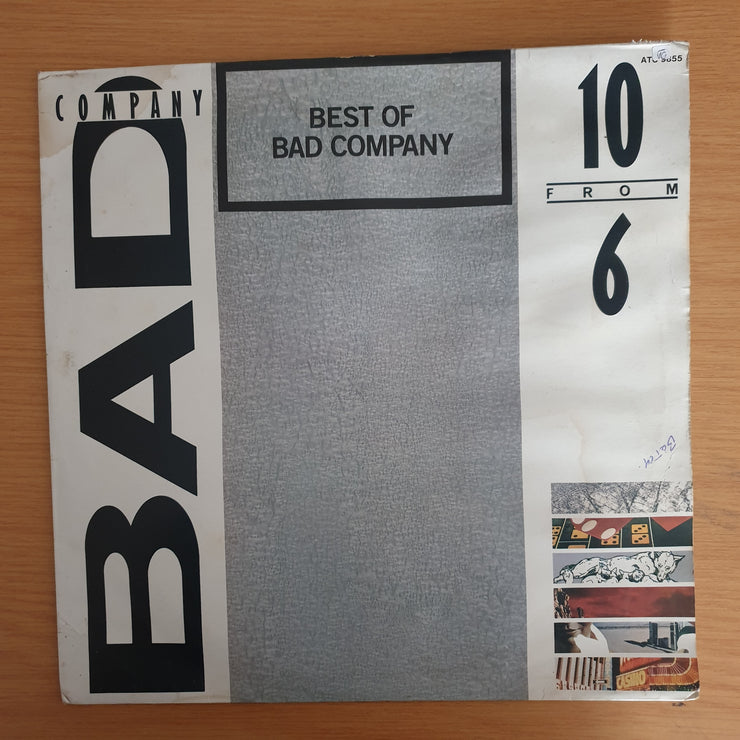 COMPANY
BAD
BEST OF
BAD COMPANY
10
FROM
6
CASINO